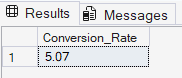 Results Messages
Conversion_Rate
1 5.07